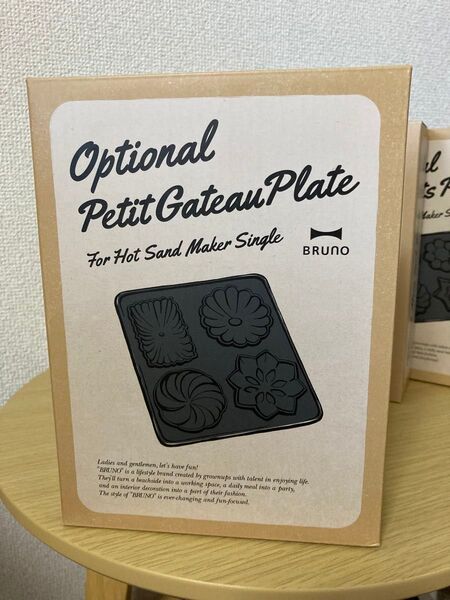 Optional
Petit Gateau Plate
For Hot Sand Maker Single
BRUNO
Ladies and gentlemen, let's have fun!
"BRUNO" is a lifestyle brand created by grownups with talent in enjoying life.
They'll turn a beachside into a working space, a daily meal into a party,
and an interior decoration into a part of their fashion.
The style of "BRUNO" is ever-changing and fun-focused.